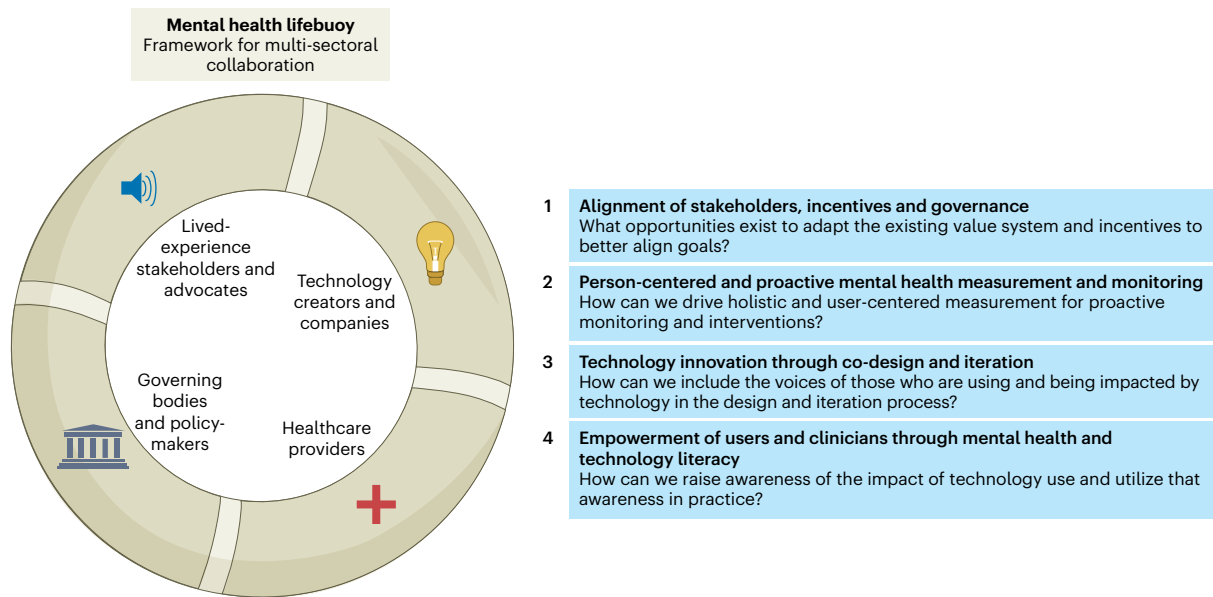 Mental health lifebuoy
Framework for multi-sectoral
collaboration
Lived-
experience
stakeholders and
advocates
Technology
creators and
companies
Governing
bodies
and policy-
makers
Healthcare
providers
1
Alignment of stakeholders, incentives and governance
What opportunities exist to adapt the existing value system and incentives to
better align goals?
2
Person-centered and proactive mental health measurement and monitoring
How can we drive holistic and user-centered measurement for proactive
monitoring and interventions?
3
Technology innovation through co-design and iteration
How can we include the voices of those who are using and being impacted by
technology in the design and iteration process?
4
Empowerment of users and clinicians through mental health and
technology literacy
How can we raise awareness of the impact of technology use and utilize that
awareness in practice?